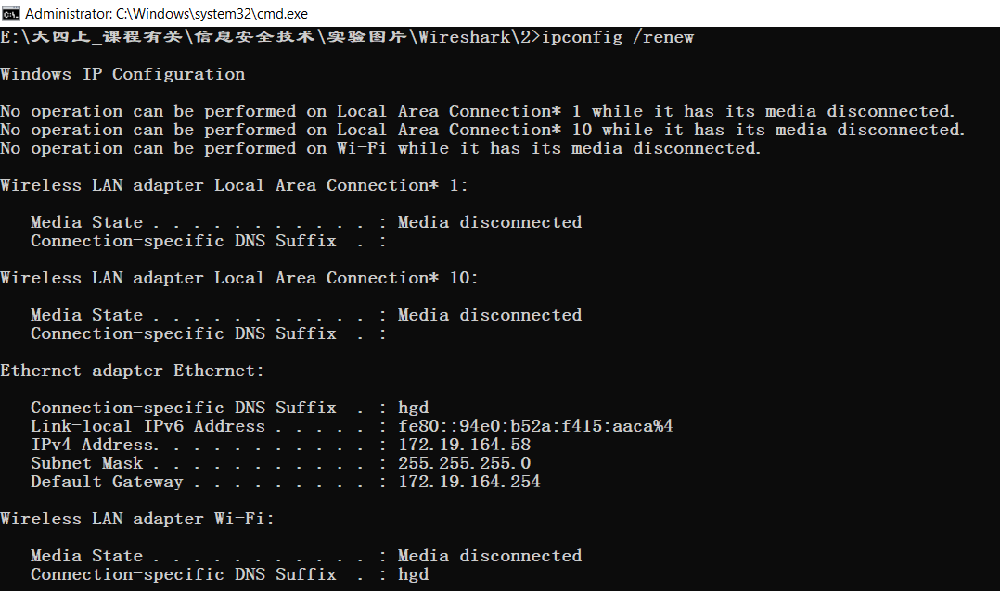 Administrator: C:\Windows\system32\cmd.exe
E:\大四上_课程有关\信息安全技术\实验图片\Wireshark\2>ipconfig /renew
Windows IP Configuration
No operation can be performed on Local Area Connection* 1 while it has its media disconnected.
No operation can be performed on Local Area Connection* 10 while it has its media disconnected.
No operation can be performed on Wi-Fi while it has its media disconnected.
Wireless LAN adapter Local Area Connection* 1:
Media State . . . . . . . . . . . : Media disconnected
Connection-specific DNS Suffix  . :
Wireless LAN adapter Local Area Connection* 10:
Media State . . . . . . . . . . . : Media disconnected
Connection-specific DNS Suffix  . :
Ethernet adapter Ethernet:
Connection-specific DNS Suffix  . : hgd
Link-local IPv6 Address . . . . . : fe80::94e0:b52a:f415:aaca%4
IPv4 Address. . . . . . . . . . . : 172.19.164.58
Subnet Mask . . . . . . . . . . . : 255.255.255.0
Default Gateway . . . . . . . . . : 172.19.164.254
Wireless LAN adapter Wi-Fi:
Media State . . . . . . . . . . . : Media disconnected
Connection-specific DNS Suffix  . : hgd